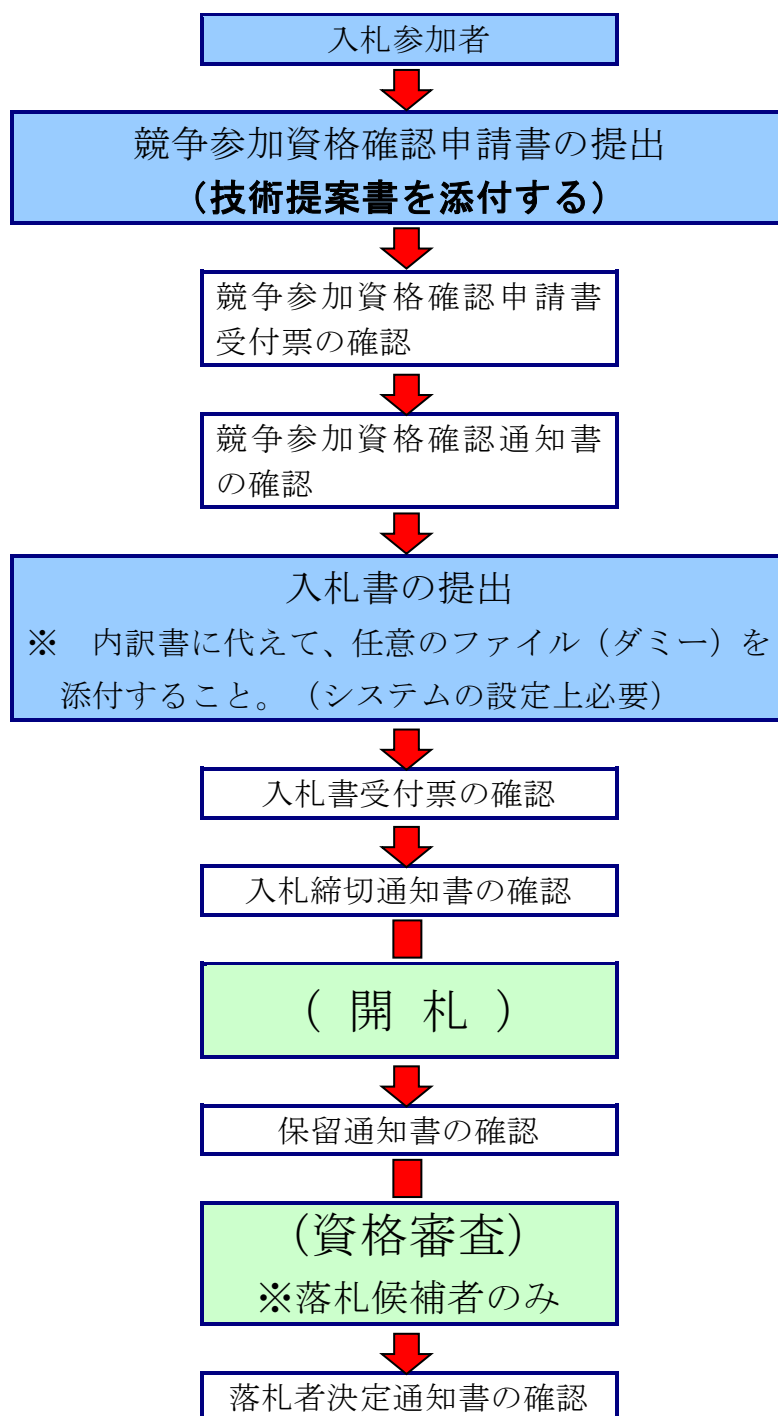 入札参加者
競争参加資格確認申請書の提出
（技術提案書を添付する）
競争参加資格確認申請書
受付票の確認
競争参加資格確認通知書
の確認
入札書の提出
※　内訳書に代えて、任意のファイル（ダミー）を
添付すること。（システムの設定上必要）
入札書受付票の確認
入札締切通知書の確認
（ 開 札 ）
保留通知書の確認
（資格審査）
※落札候補者のみ
落札者決定通知書の確認